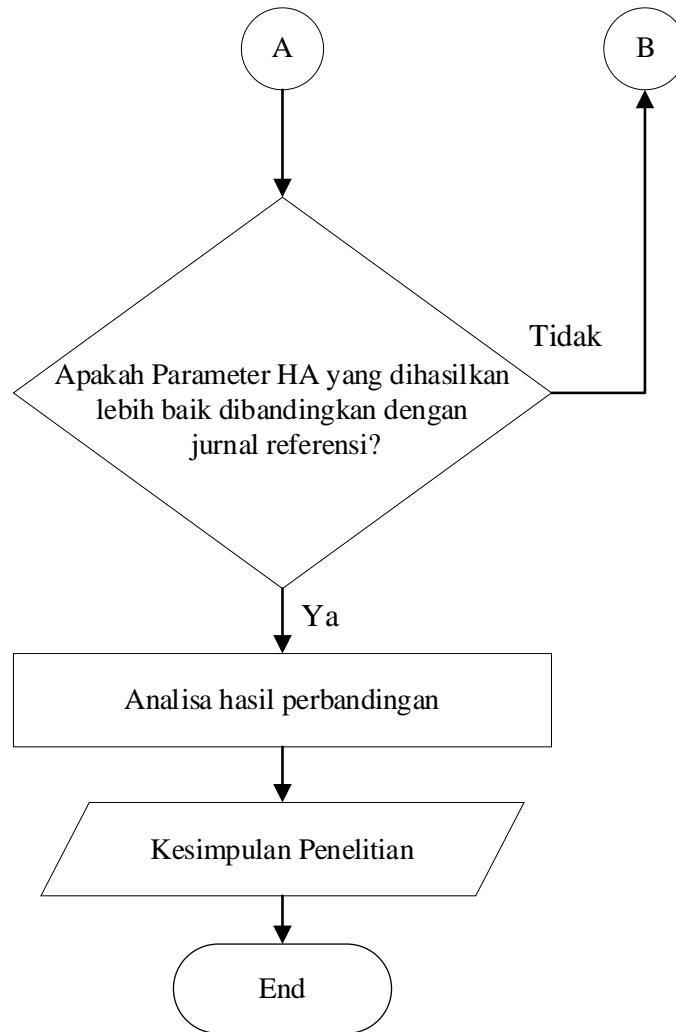 A
B
Tidak
Apakah Parameter HA yang dihasilkan
lebih baik dibandingkan dengan
jurnal referensi?
Ya
Analisa hasil perbandingan
Kesimpulan Penelitian
End